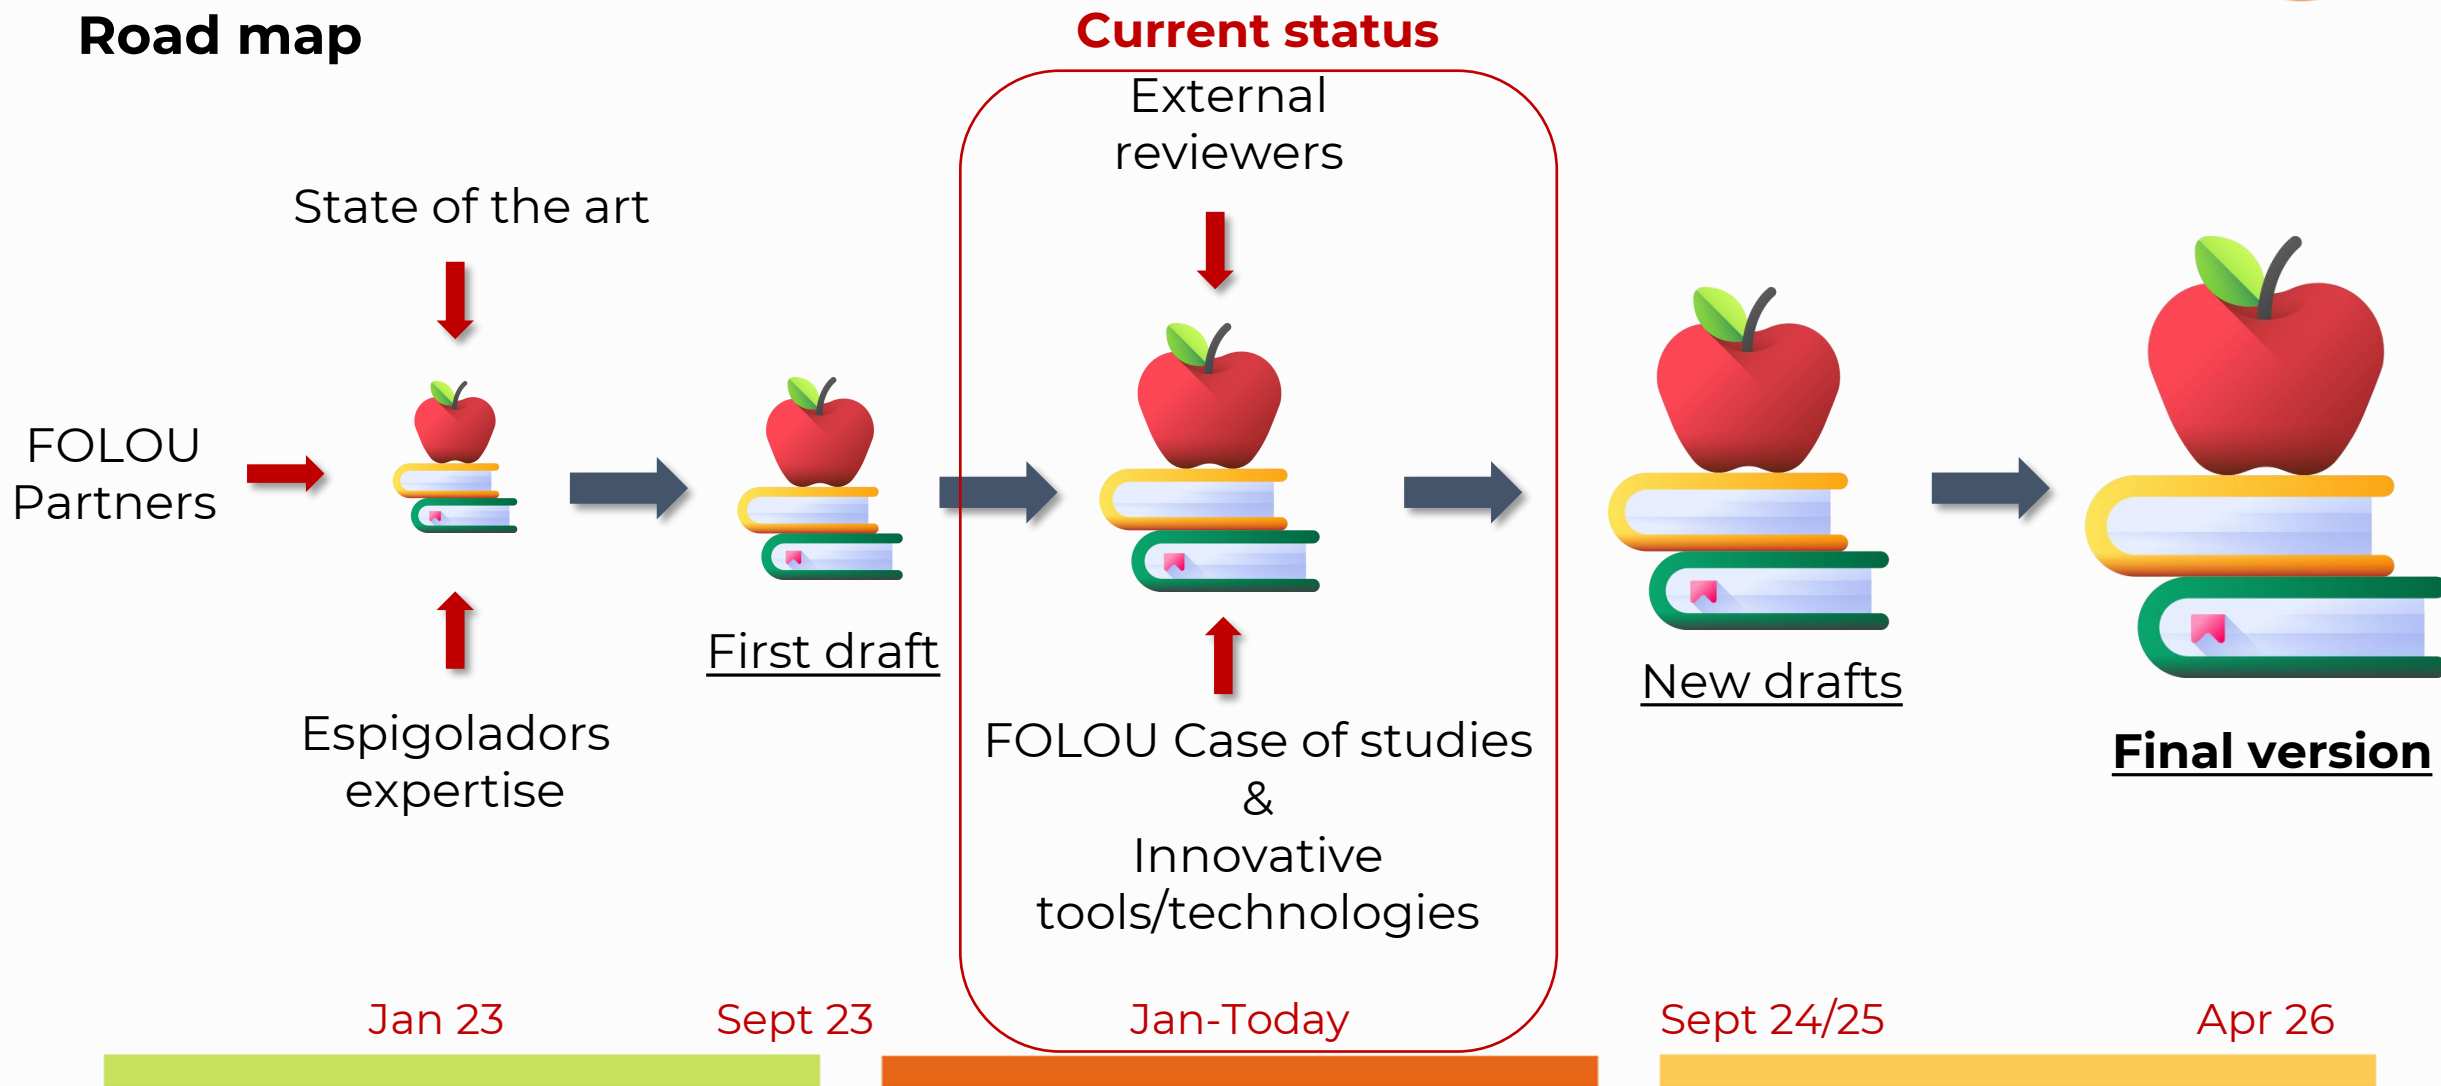 Road map
Current status
External
reviewers
State of the art
FOLOU
Partners
First draft
Espigoladors
expertise
FOLOU Case of studies
&
Innovative
tools/technologies
New drafts
Final version
Jan 23
Sept 23
Jan-Today
Sept 24/25
Apr 26